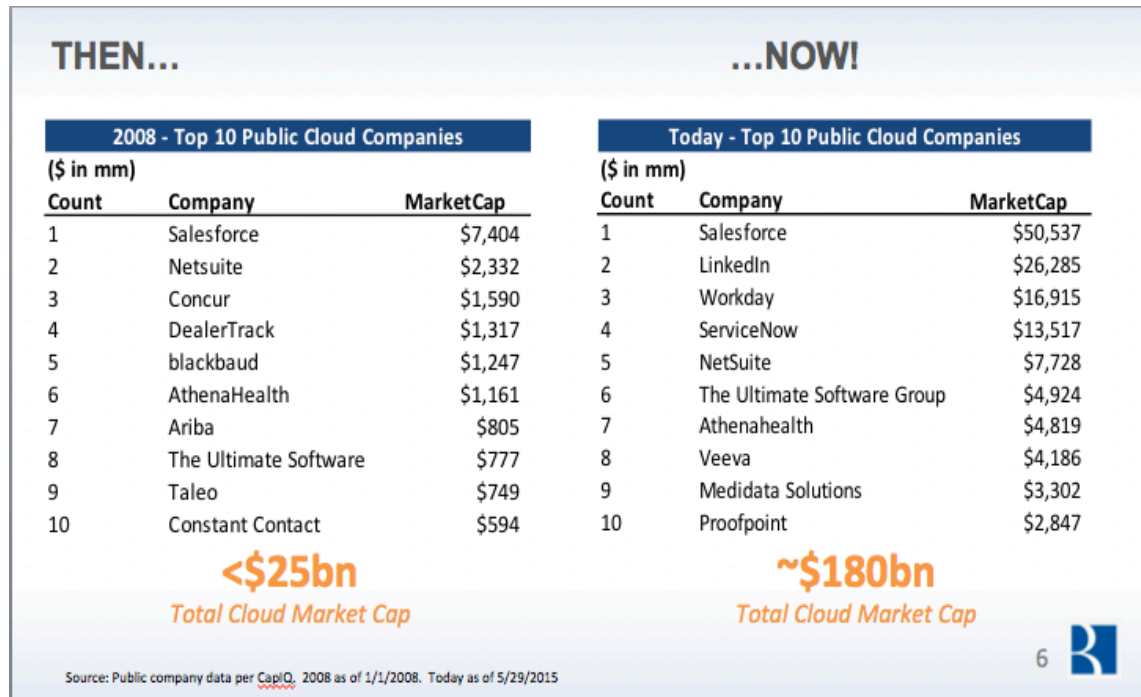 THEN... ...NOW!
2008 - Top 10 Public Cloud Companies
($ in mm)
Count Company MarketCap
1 Salesforce $7,404
2 Netsuite $2,332
3 Concur $1,590
4 DealerTrack $1,317
5 blackbaud $1,247
6 AthenaHealth $1,161
7 Ariba $805
8 The Ultimate Software $777
9 Taleo $749
10 Constant Contact $594
<$25bn
Total Cloud Market Cap
Today - Top 10 Public Cloud Companies
($ in mm)
Count Company MarketCap
1 Salesforce $50,537
2 LinkedIn $26,285
3 Workday $16,915
4 ServiceNow $13,517
5 NetSuite $7,728
6 The Ultimate Software Group $4,924
7 Athenahealth $4,819
8 Veeva $4,186
9 Medidata Solutions $3,302
10 Proofpoint $2,847
~$180bn
Total Cloud Market Cap
Source: Public company data per CapIQ. 2008 as of 1/1/2008. Today as of 5/29/2015
6